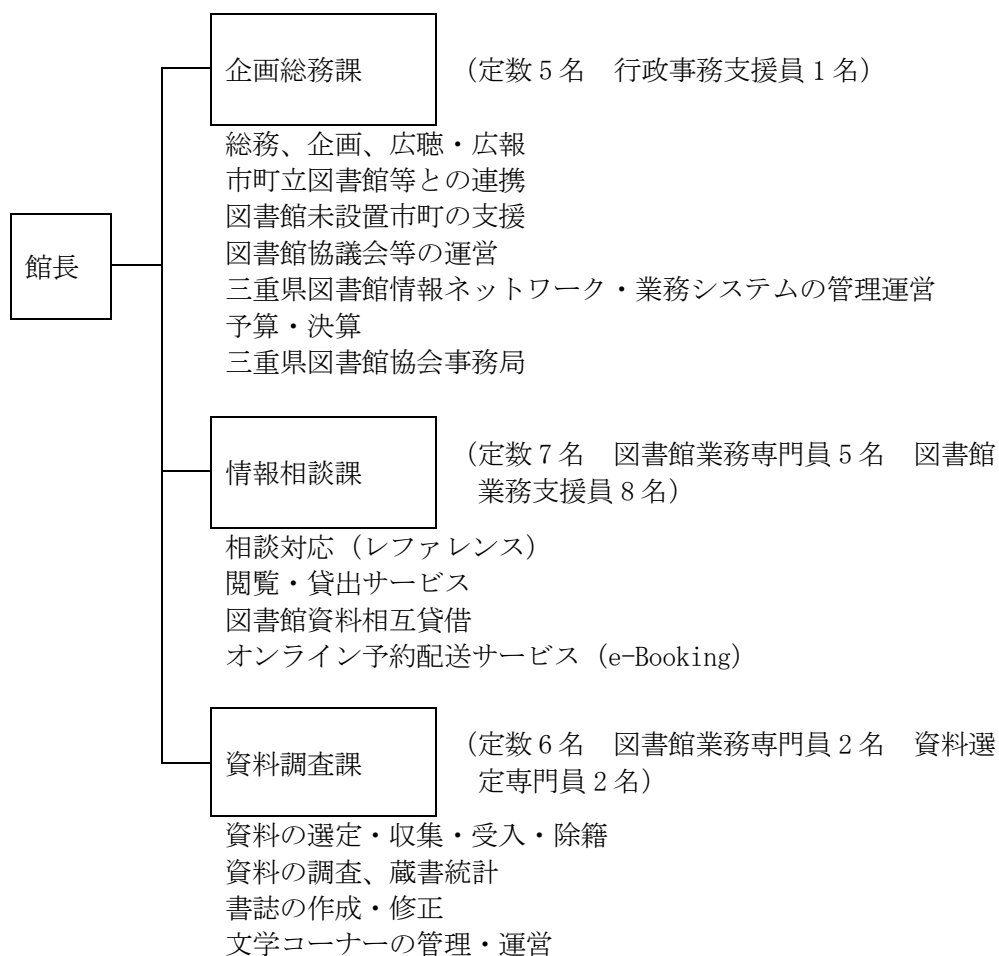 館長
企画総務課
（定数５名　行政事務支援員１名）
総務、企画、広聴・広報
市町立図書館等との連携
図書館未設置市町の支援
図書館協議会等の運営
三重県図書館情報ネットワーク・業務システムの管理運営
予算・決算
三重県図書館協会事務局
情報相談課
（定数７名　図書館業務専門員５名　図書館
業務支援員８名）
相談対応（レファレンス）
閲覧・貸出サービス
図書館資料相互貸借
オンライン予約配送サービス（e-Booking）
資料調査課
（定数６名　図書館業務専門員２名　資料選
定専門員２名）
資料の選定・収集・受入・除籍
資料の調査、蔵書統計
書誌の作成・修正
文学コーナーの管理・運営